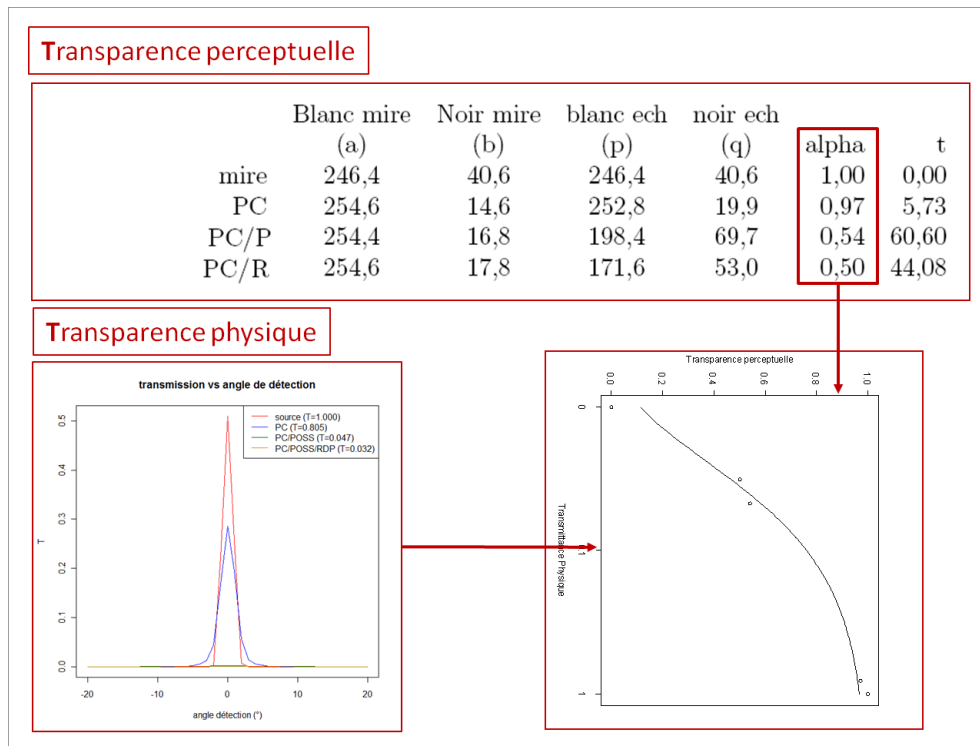 Transparence perceptuelle
Blanc mire Noir mire blanc ech noir ech
(a) (b) (p) (q) alpha t
mire 246,4 40,6 246,4 40,6 1,00 0,00
PC 254,6 14,6 252,8 19,9 0,97 5,73
PC/P 254,4 16,8 198,4 69,7 0,54 60,60
PC/R 254,6 17,8 171,6 53,0 0,50 44,08
Transparence physique
transmission vs angle de détection
source (T=1.000)
PC (T=0.805)
PC/POSS (T=0.047)
PC/POSS/RDP (T=0.032)
T
0.5
0.4
0.3
0.2
0.1
0.0
-20 -10 0 10 20
angle détection (°)
Transparence perceptuelle
0.0 0.2 0.4 0.6 0.8 1.0
0
0.1
1
Transmittance Physique